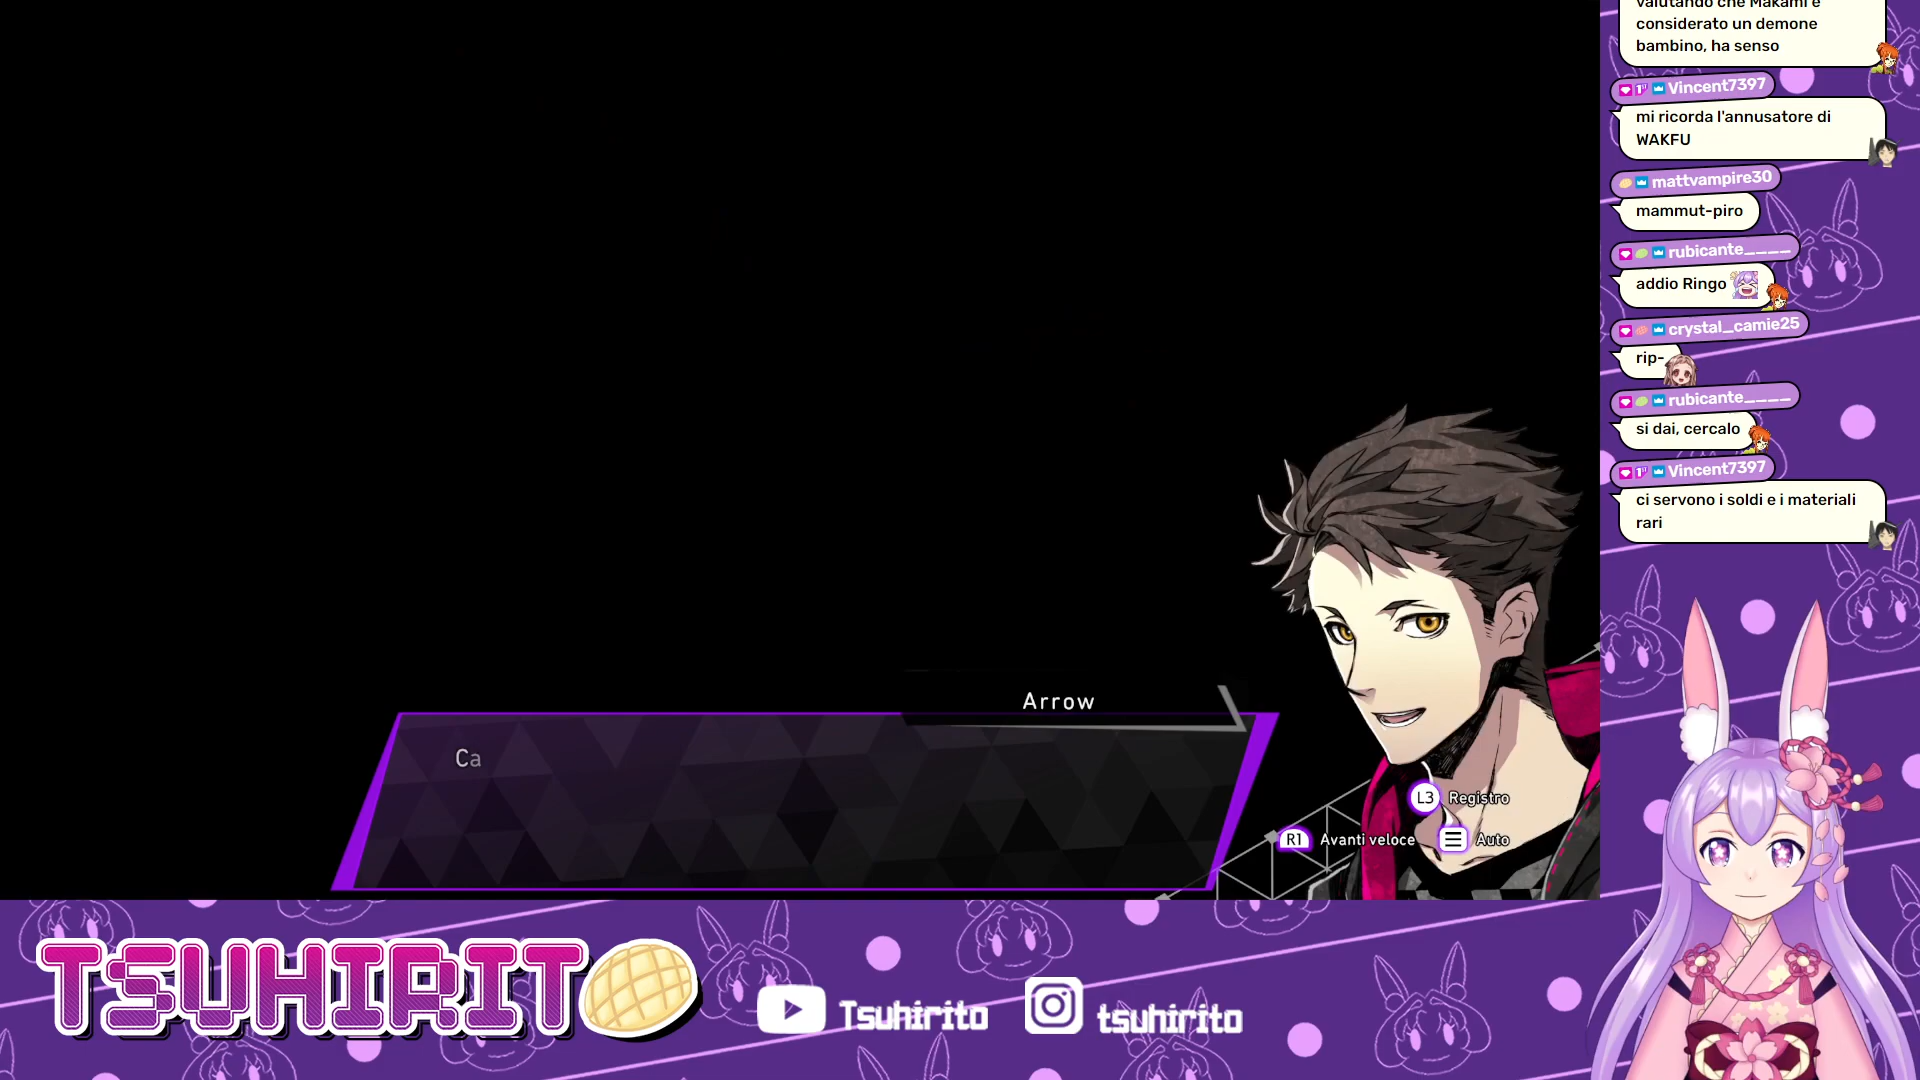 valutando che Makami è
considerato un demone
bambino, ha senso
Vincent7397
mi ricorda l'annusatore di
WAKFU
mattvampire30
mammut-piro
rubicante____
addio Ringo
crystal_camie25
rip-
rubicante____
si dai, cercalo
Vincent7397
ci servono i soldi e i materiali
rari
Arrow
Ca
L3 Registro
R1 Avanti veloce
Auto
TSUHIRITO
Tsuhirito
tsuhirito